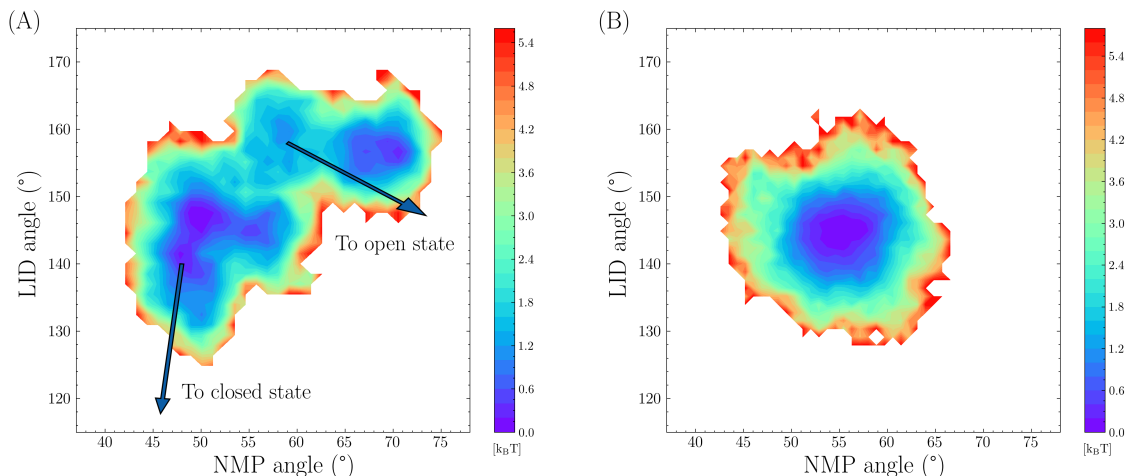 (A)
170
160
150
140
130
120
LID angle (°)
40 45 50 55 60 65 70 75
NMP angle (°)
To open state
To closed state
5.4
4.8
4.2
3.6
3.0
2.4
1.8
1.2
0.6
0.0
[kBT]
(B)
170
160
150
140
130
120
LID angle (°)
40 45 50 55 60 65 70 75
NMP angle (°)
5.4
4.8
4.2
3.6
3.0
2.4
1.8
1.2
0.6
0.0
[kBT]